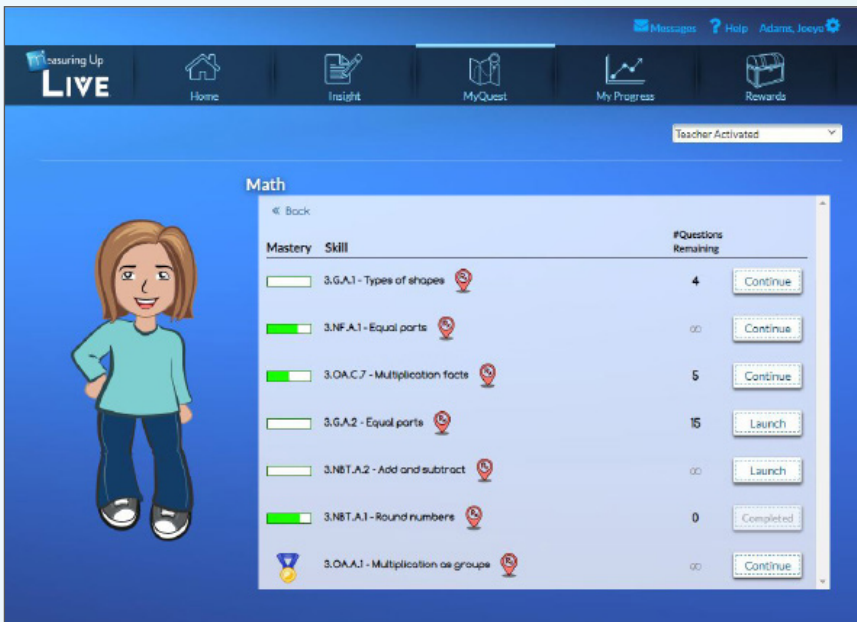 Messages ? Help Adams, Joeyo
Measuring Up
LIVE
Home Insight MyQuest My Progress Rewards
Teacher Activated
Math
« Back
Mastery Skill #Questions Remaining
3.G.A.1 - Types of shapes 4 Continue
3.NF.A.1 - Equal parts ∞ Continue
3.OA.C.7 - Multiplication facts 5 Continue
3.G.A.2 - Equal parts 15 Launch
3.NBT.A.2 - Add and subtract ∞ Launch
3.NBT.A.1 - Round numbers 0 Completed
3.OA.A.1 - Multiplication as groups ∞ Continue